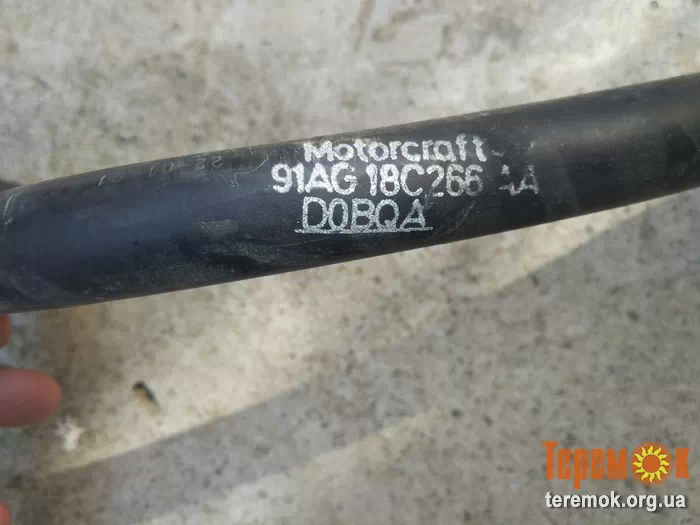 Motorcraft
91AG 18C266 AA
D0BQA
Теремок
teremok.org.ua